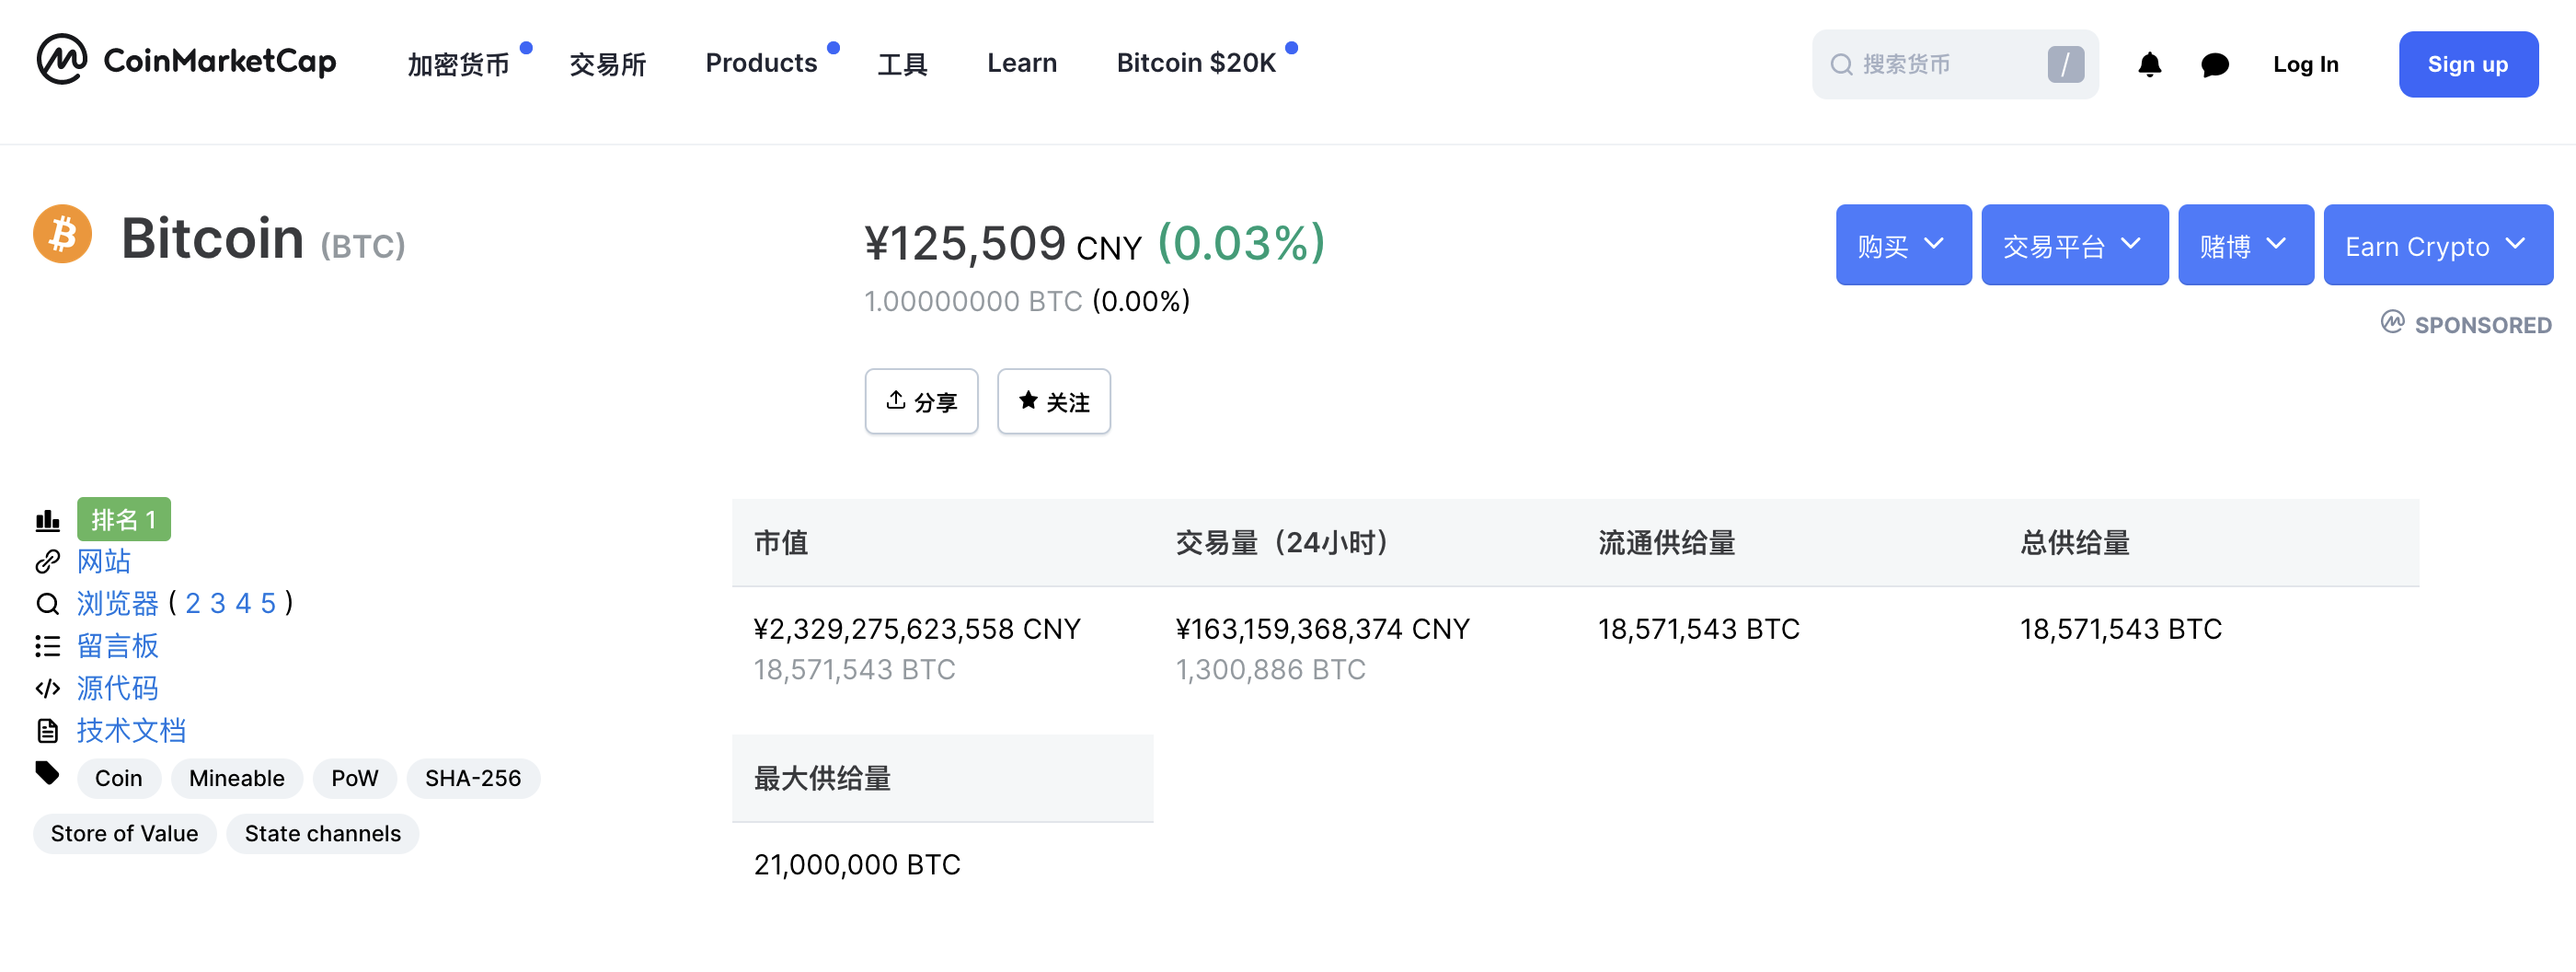 CoinMarketCap 加密货币 交易所 Products 工具 Learn Bitcoin $20K 搜索货币 / Log In Sign up
Bitcoin (BTC)
¥125,509 CNY (0.03%)
1.00000000 BTC (0.00%)
分享 关注
购买 交易平台 赌博 Earn Crypto
SPONSORED
排名 1
网站
浏览器 ( 2 3 4 5 )
留言板
源代码
技术文档
Coin Mineable PoW SHA-256
Store of Value State channels
市值 交易量（24小时） 流通供给量 总供给量
¥2,329,275,623,558 CNY ¥163,159,368,374 CNY 18,571,543 BTC 18,571,543 BTC
18,571,543 BTC 1,300,886 BTC
最大供给量
21,000,000 BTC